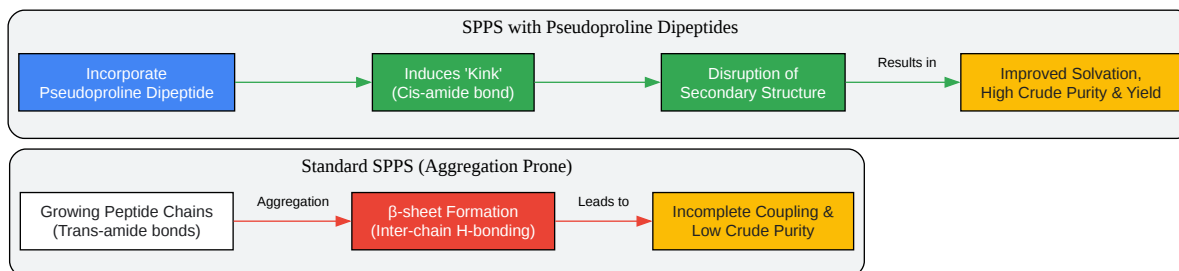 SPPS with Pseudoproline Dipeptides
Incorporate
Pseudoproline Dipeptide
Induces 'Kink'
(Cis-amide bond)
Disruption of
Secondary Structure
Results in
Improved Solvation,
High Crude Purity & Yield
Standard SPPS (Aggregation Prone)
Growing Peptide Chains
(Trans-amide bonds)
Aggregation
β-sheet Formation
(Inter-chain H-bonding)
Leads to
Incomplete Coupling &
Low Crude Purity